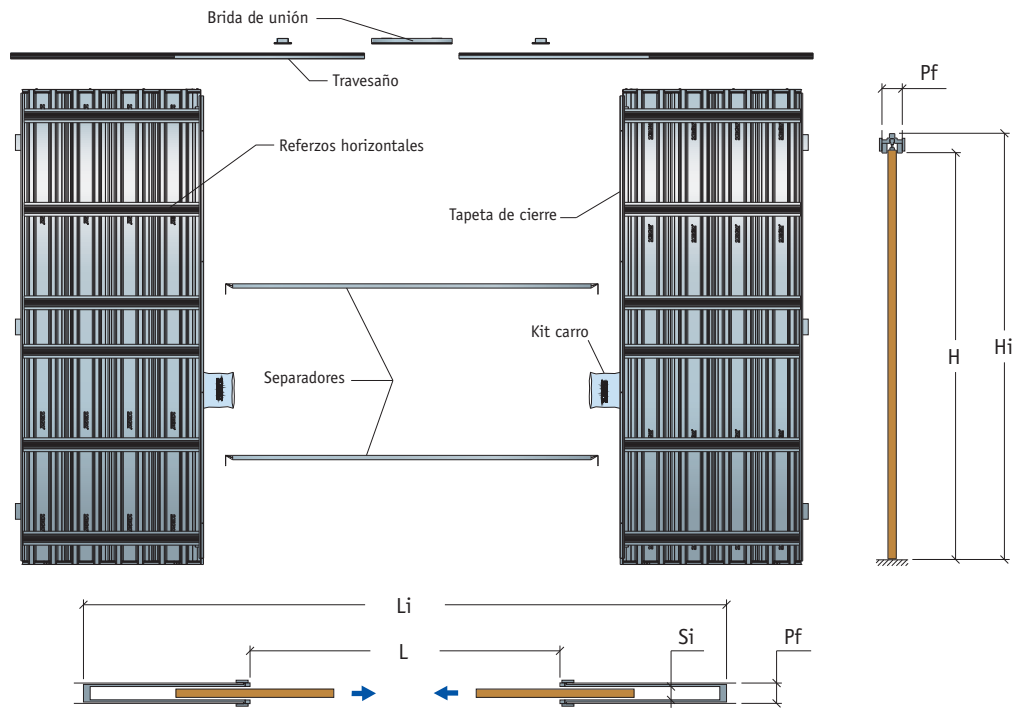 Brida de unión
Travesaño
Referzos horizontales
Tapeta de cierre
Kit carro
Separadores
Pf
H
Hi
Li
L
Si
Pf